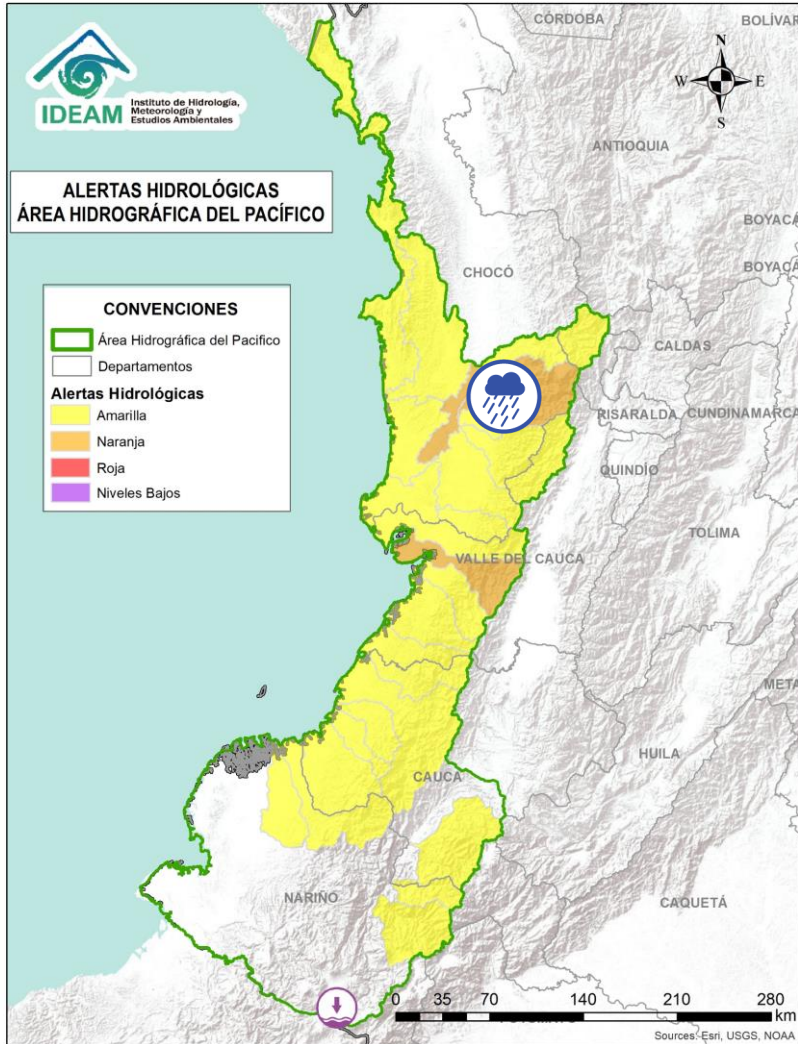 CÓRDOBA
BOLÍVAR
N
W
E
S
IDEAM
Instituto de Hidrología,
Meteorología y
Estudios Ambientales
ANTIOQUIA
ALERTAS HIDROLÓGICAS
ÁREA HIDROGRÁFICA DEL PACÍFICO
BOYACÁ
BOYACÁ
CHOCÓ
CONVENCIONES
Área Hidrográfica del Pacífico
Departamentos
Alertas Hidrológicas
Amarilla
Naranja
Roja
Niveles Bajos
CALDAS
RISARALDA
CUNDINAMARCA
QUINDÍO
TOLIMA
VALLE DEL CAUCA
META
HUILA
CAUCA
NARIÑO
CAQUETÁ
0 35 70 140 210 280
km
Sources: Esri, USGS, NOAA